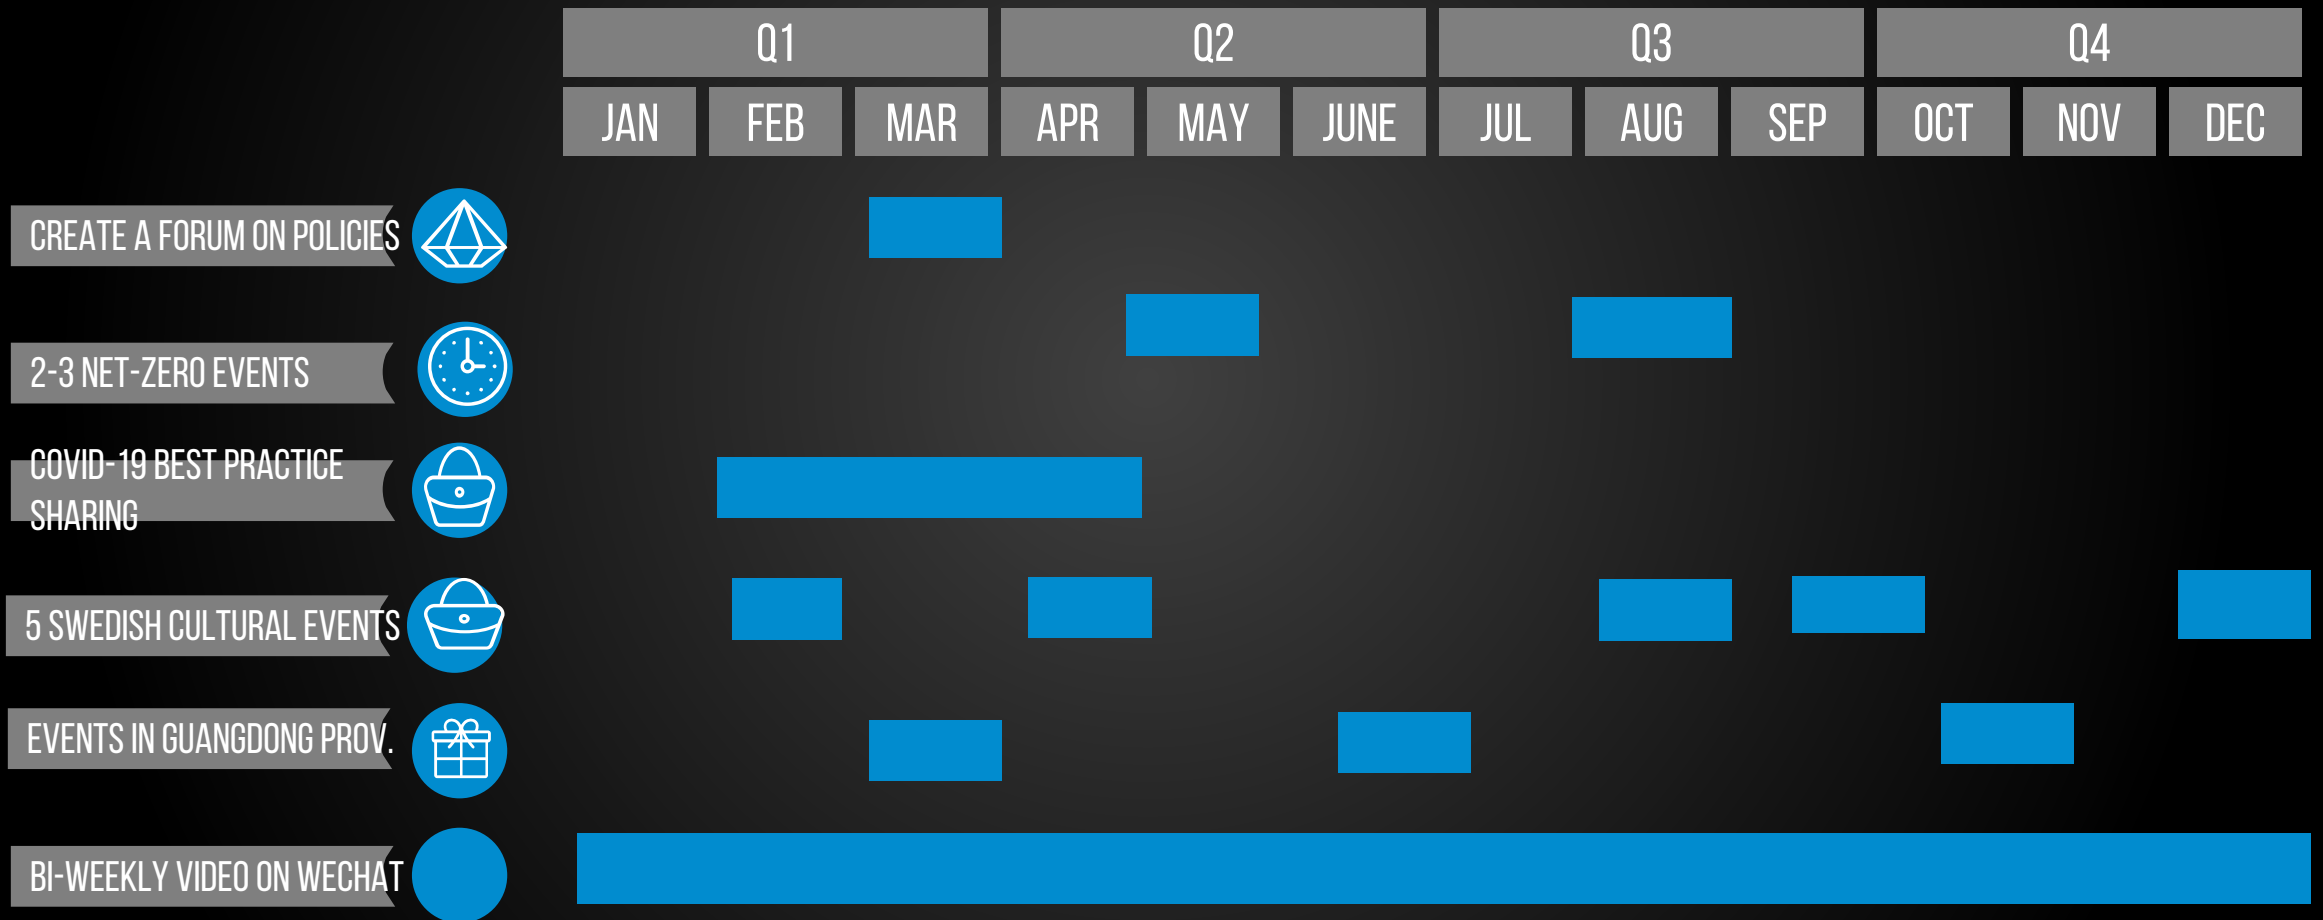 Q1 Q2 Q3 Q4
JAN FEB MAR APR MAY JUNE JUL AUG SEP OCT NOV DEC
CREATE A FORUM ON POLICIES
2-3 NET-ZERO EVENTS
COVID-19 BEST PRACTICE
SHARING
5 SWEDISH CULTURAL EVENTS
EVENTS IN GUANGDONG PROV.
BI-WEEKLY VIDEO ON WECHAT